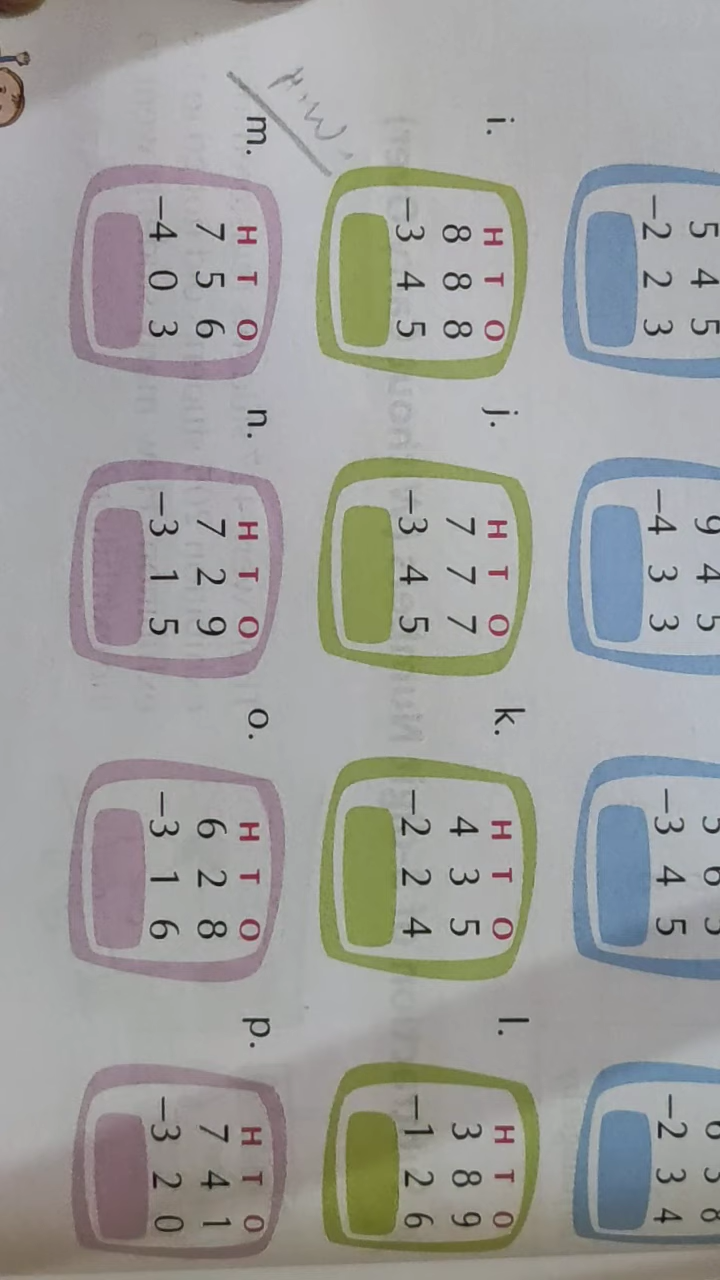 5 4 5 9 4 5
−2 2 3 −4 3 3 −3 4 5 −2 3 4
i. j. k. l.
H T O H T O H T O H T O
8 8 8 7 7 7 4 3 5 3 8 9
−3 4 5 −3 4 5 −2 2 4 −1 2 6
H.W.
m. n. o. p.
H T O H T O H T O H T O
7 5 6 7 2 9 6 2 8 7 4 1
−4 0 3 −3 1 5 −3 1 6 −3 2 0